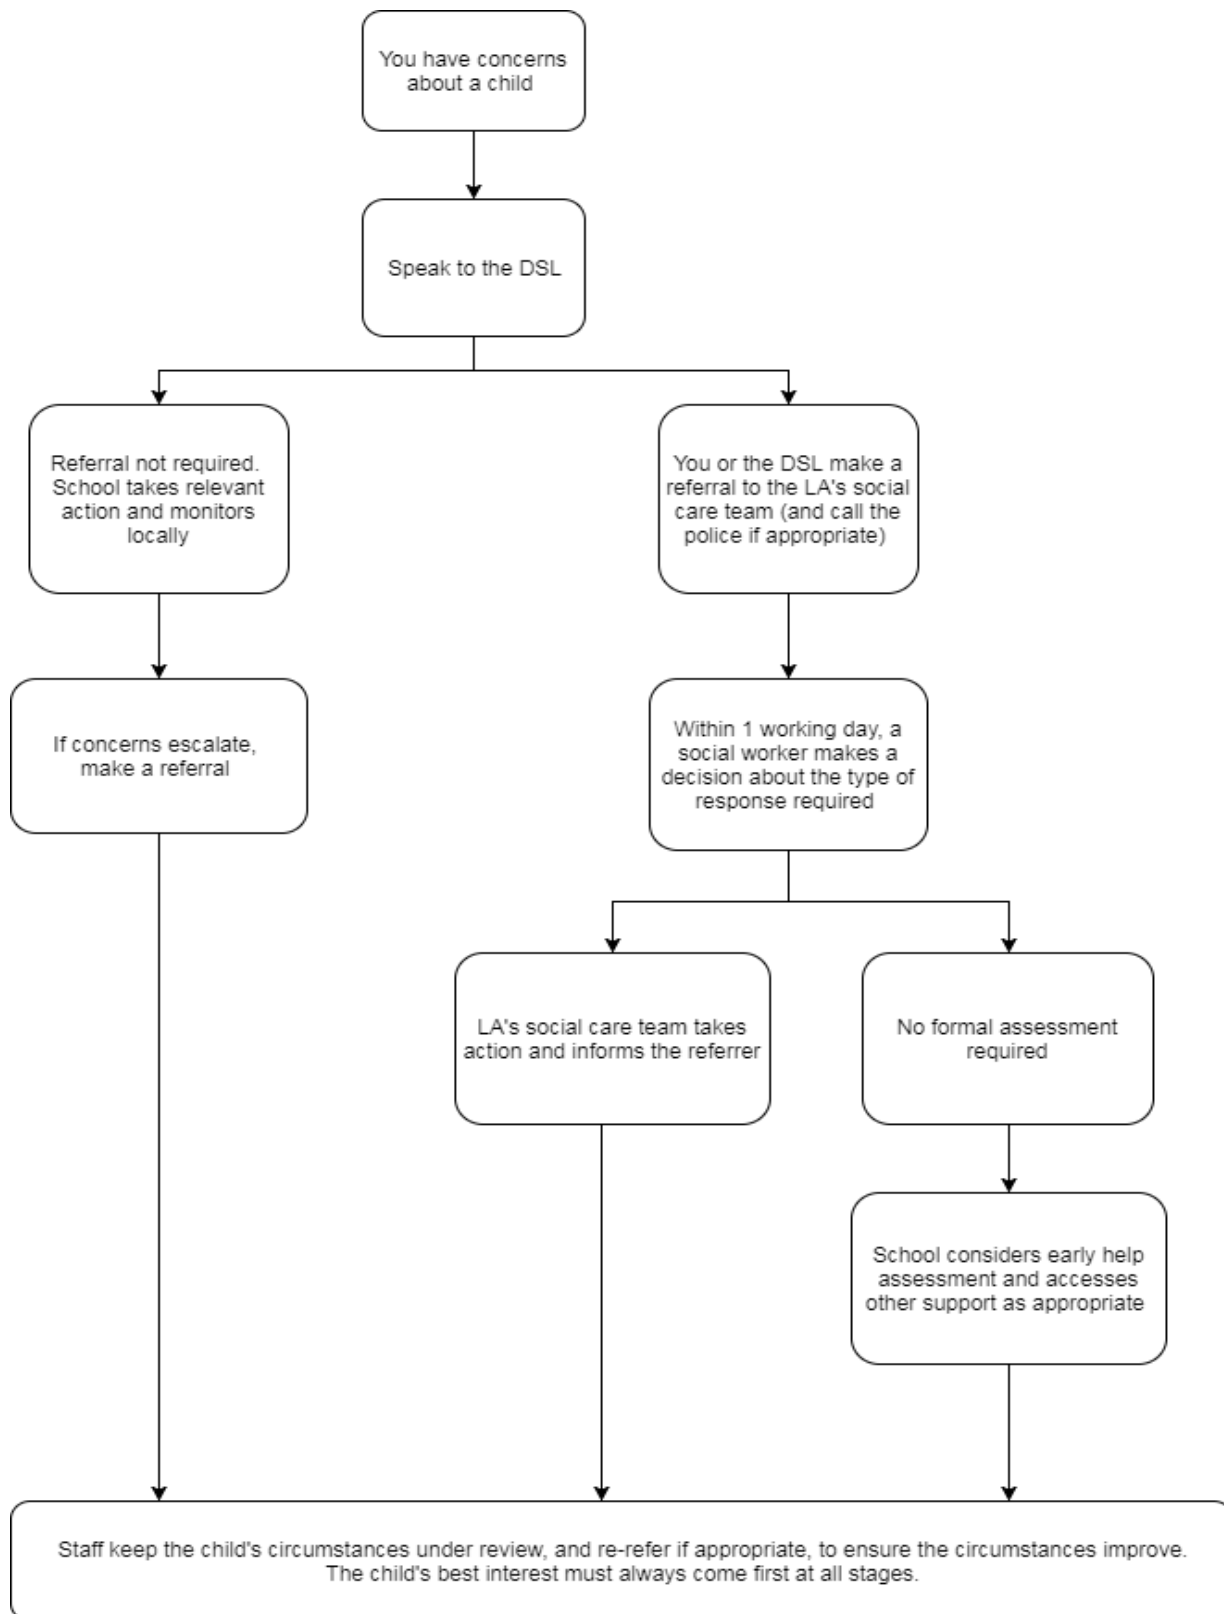 You have concerns
about a child
Speak to the DSL
Referral not required.
School takes relevant
action and monitors
locally
You or the DSL make a
referral to the LA's social
care team (and call the
police if appropriate)
If concerns escalate,
make a referral
Within 1 working day, a
social worker makes a
decision about the type of
response required
LA's social care team takes
action and informs the referrer
No formal assessment
required
School considers early help
assessment and accesses
other support as appropriate
Staff keep the child's circumstances under review, and re-refer if appropriate, to ensure the circumstances improve.
The child's best interest must always come first at all stages.